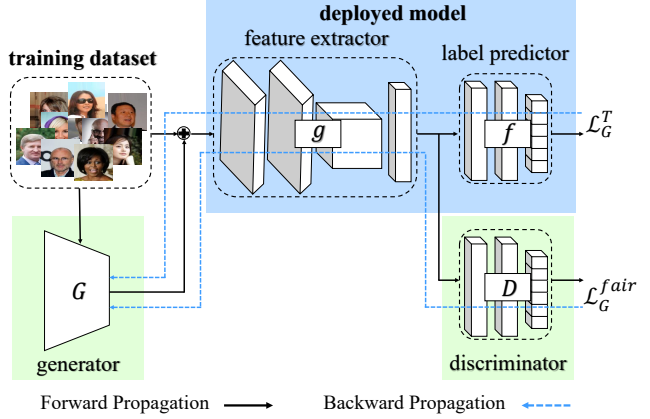 deployed model
training dataset
feature extractor
label predictor
g
f
ℒ_G^T
G
D
ℒ_G^{fair}
generator
discriminator
Forward Propagation
Backward Propagation